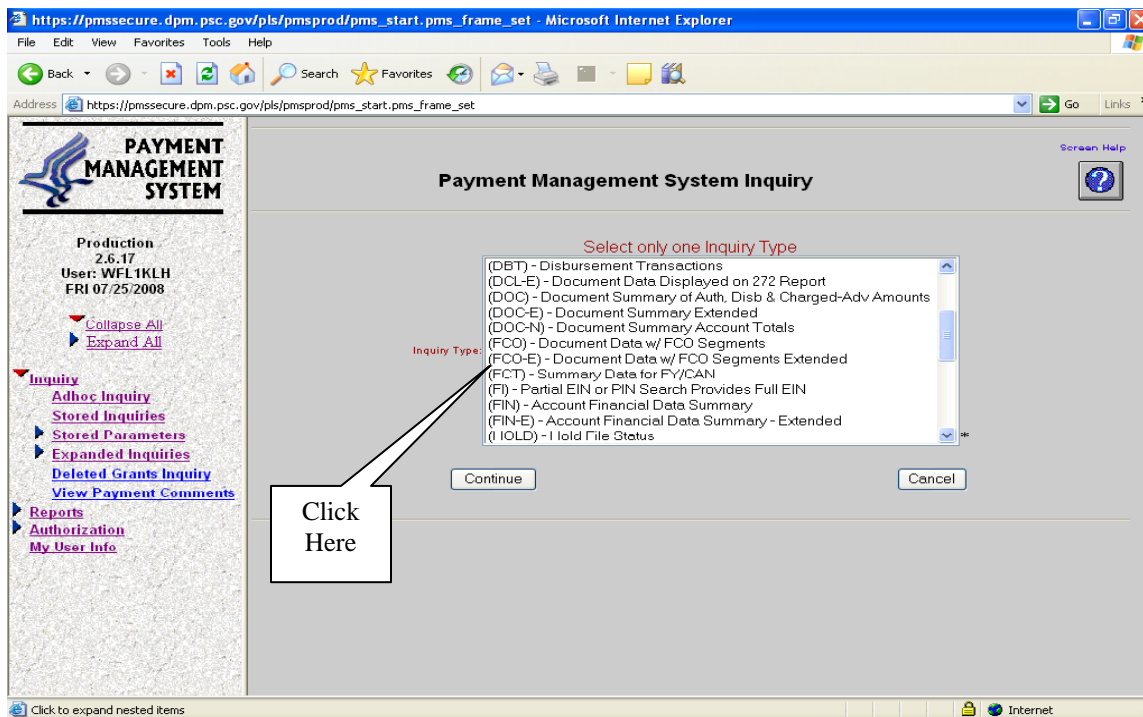 https://pmssecure.dpm.psc.gov/pls/pmsprod/pms_start.pms_frame_set - Microsoft Internet Explorer
File Edit View Favorites Tools Help
Back Search Favorites
Address https://pmssecure.dpm.psc.gov/pls/pmsprod/pms_start.pms_frame_set Go Links
PAYMENT
MANAGEMENT
SYSTEM
Production
2.6.17
User: WFL1KLH
FRI 07/25/2008
Collapse All
Expand All
Inquiry
Adhoc Inquiry
Stored Inquiries
Stored Parameters
Expanded Inquiries
Deleted Grants Inquiry
View Payment Comments
Reports
Authorization
My User Info
Screen Help
Payment Management System Inquiry
Select only one Inquiry Type
Inquiry Type:
(DBT) - Disbursement Transactions
(DCL-E) - Document Data Displayed on 272 Report
(DOC) - Document Summary of Auth, Disb & Charged-Adv Amounts
(DOC-E) - Document Summary Extended
(DOC-N) - Document Summary Account Totals
(FCO) - Document Data w/ FCO Segments
(FCO-E) - Document Data w/ FCO Segments Extended
(FCT) - Summary Data for FY/CAN
(FI) - Partial EIN or PIN Search Provides Full EIN
(FIN) - Account Financial Data Summary
(FIN-E) - Account Financial Data Summary - Extended
(HOLD) - Hold File Status
*
Continue Cancel
Click
Here
Click to expand nested items Internet